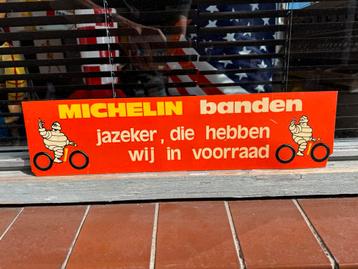 MICHELIN banden
jazeker, die hebben
wij in voorraad